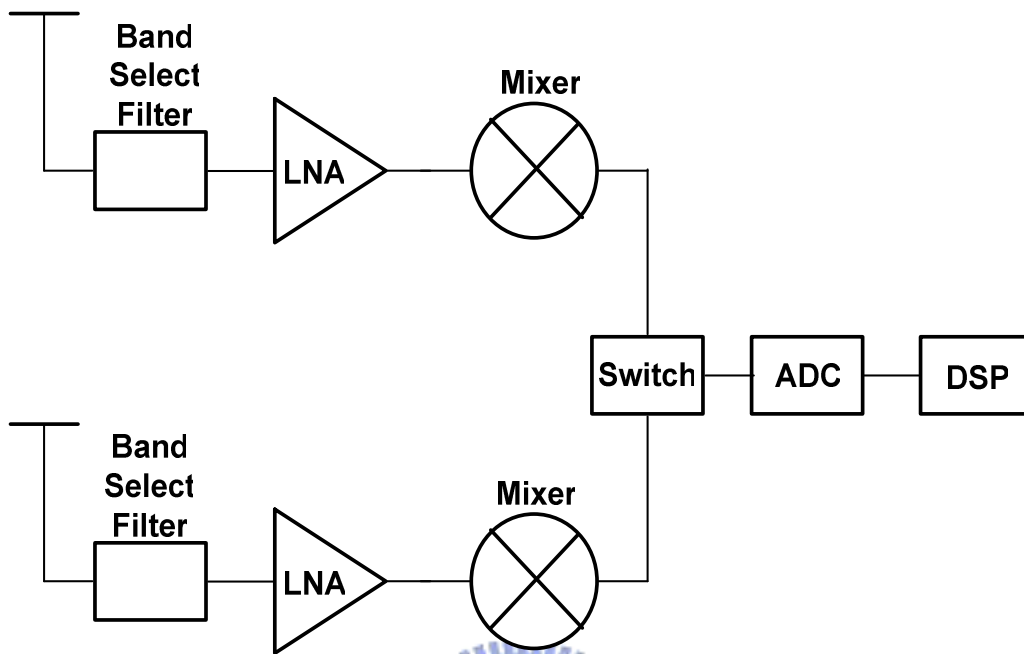 Band
Select
Filter
LNA
Mixer
Switch
ADC
DSP
Band
Select
Filter
LNA
Mixer